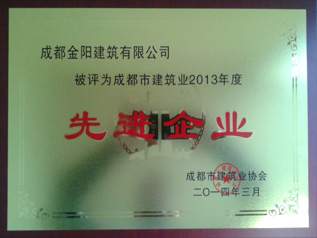 成都金阳建筑有限公司
被评为成都市建筑业2013年度
先进企业
成都市建筑业协会
二〇一四年三月